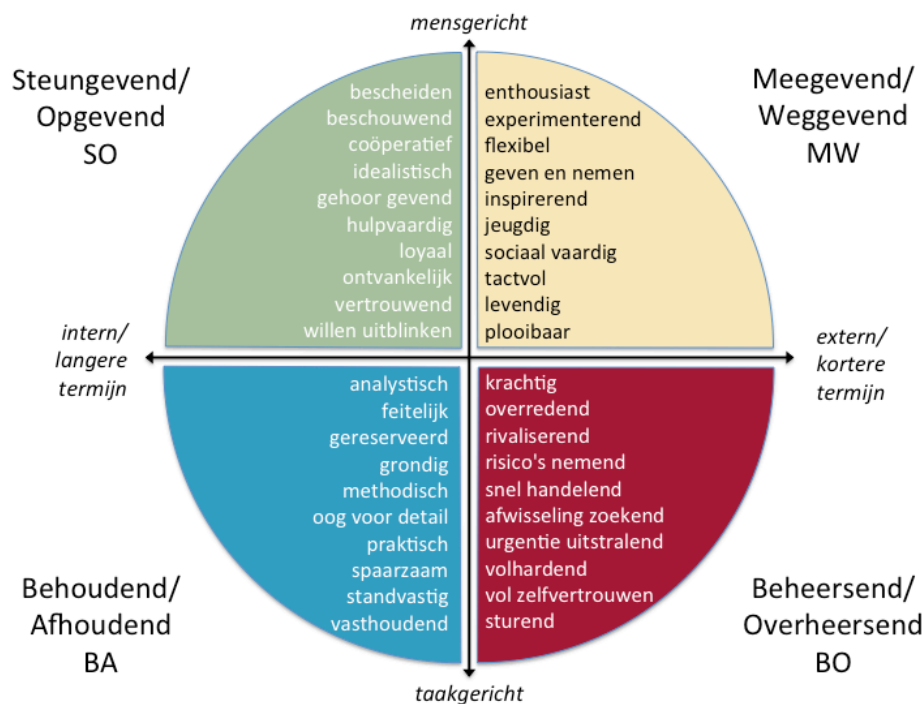 mensgericht
Steungevend/
Opgevend
SO
bescheiden
beschouwend
coöperatief
idealistisch
gehoor gevend
hulpvaardig
loyaal
ontvankelijk
vertrouwend
willen uitblinken
enthousiast
experimenterend
flexibel
geven en nemen
inspirerend
jeugdig
sociaal vaardig
tactvol
levendig
plooibaar
Meegevend/
Weggevend
MW
intern/
langere
termijn
extern/
kortere
termijn
analystisch
feitelijk
gereserveerd
grondig
methodisch
oog voor detail
praktisch
spaarzaam
standvastig
vasthoudend
krachtig
overredend
rivaliserend
risico's nemend
snel handelend
afwisseling zoekend
urgentie uitstralend
volhardend
vol zelfvertrouwen
sturend
Behoudend/
Afhoudend
BA
Beheersend/
Overheersend
BO
taakgericht